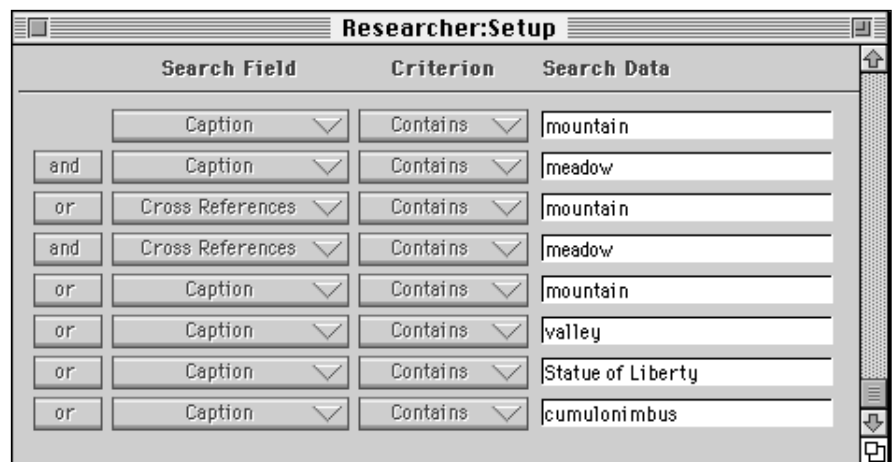 Researcher:Setup
Search Field Criterion Search Data
Caption Contains mountain
and Caption Contains meadow
or Cross References Contains mountain
and Cross References Contains meadow
or Caption Contains mountain
or Caption Contains valley
or Caption Contains Statue of Liberty
or Caption Contains cumulonimbus